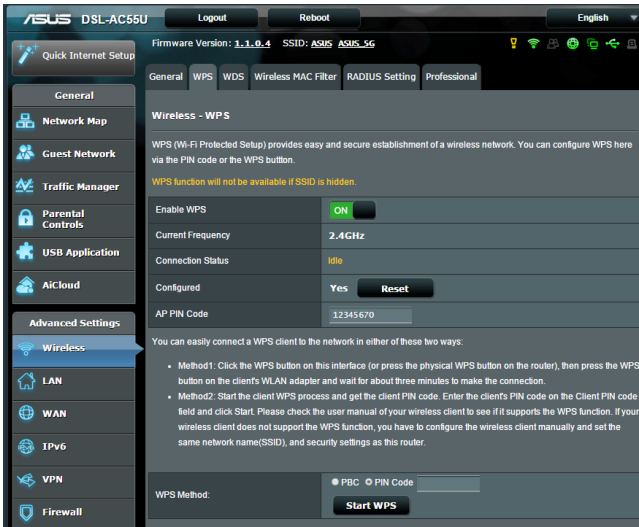 ASUS DSL-AC55U Logout Reboot English
Quick Internet Setup
Firmware Version: 1.1.0.4 SSID: ASUS ASUS_5G
General WPS WDS Wireless MAC Filter RADIUS Setting Professional
General
Network Map
Guest Network
Traffic Manager
Parental
Controls
USB Application
AiCloud
Advanced Settings
Wireless
LAN
WAN
IPv6
VPN
Firewall
Wireless - WPS
WPS (Wi-Fi Protected Setup) provides easy and secure establishment of a wireless network. You can configure WPS here
via the PIN code or the WPS buttton.
WPS function will not be available if SSID is hidden.
Enable WPS ON
Current Frequency 2.4GHz
Connection Status Idle
Configured Yes Reset
AP PIN Code 12345670
You can easily connect a WPS client to the network in either of these two ways:
• Method1: Click the WPS button on this interface (or press the physical WPS button on the router), then press the WPS
button on the client's WLAN adapter and wait for about three minutes to make the connection.
• Method2: Start the client WPS process and get the client PIN code. Enter the client's PIN code on the Client PIN code
field and click Start. Please check the user manual of your wireless client to see if it supports the WPS function. If your
wireless client does not support the WPS function, you have to configure the wireless client manually and set the
same network name(SSID), and security settings as this router.
WPS Method: PBC PIN Code
Start WPS